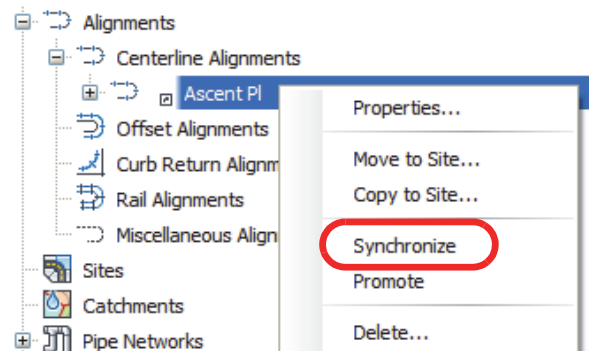 Alignments
Centerline Alignments
Ascent Pl
Offset Alignments
Curb Return Alignm
Rail Alignments
Miscellaneous Align
Sites
Catchments
Pipe Networks
Properties...
Move to Site...
Copy to Site...
Synchronize
Promote
Delete...